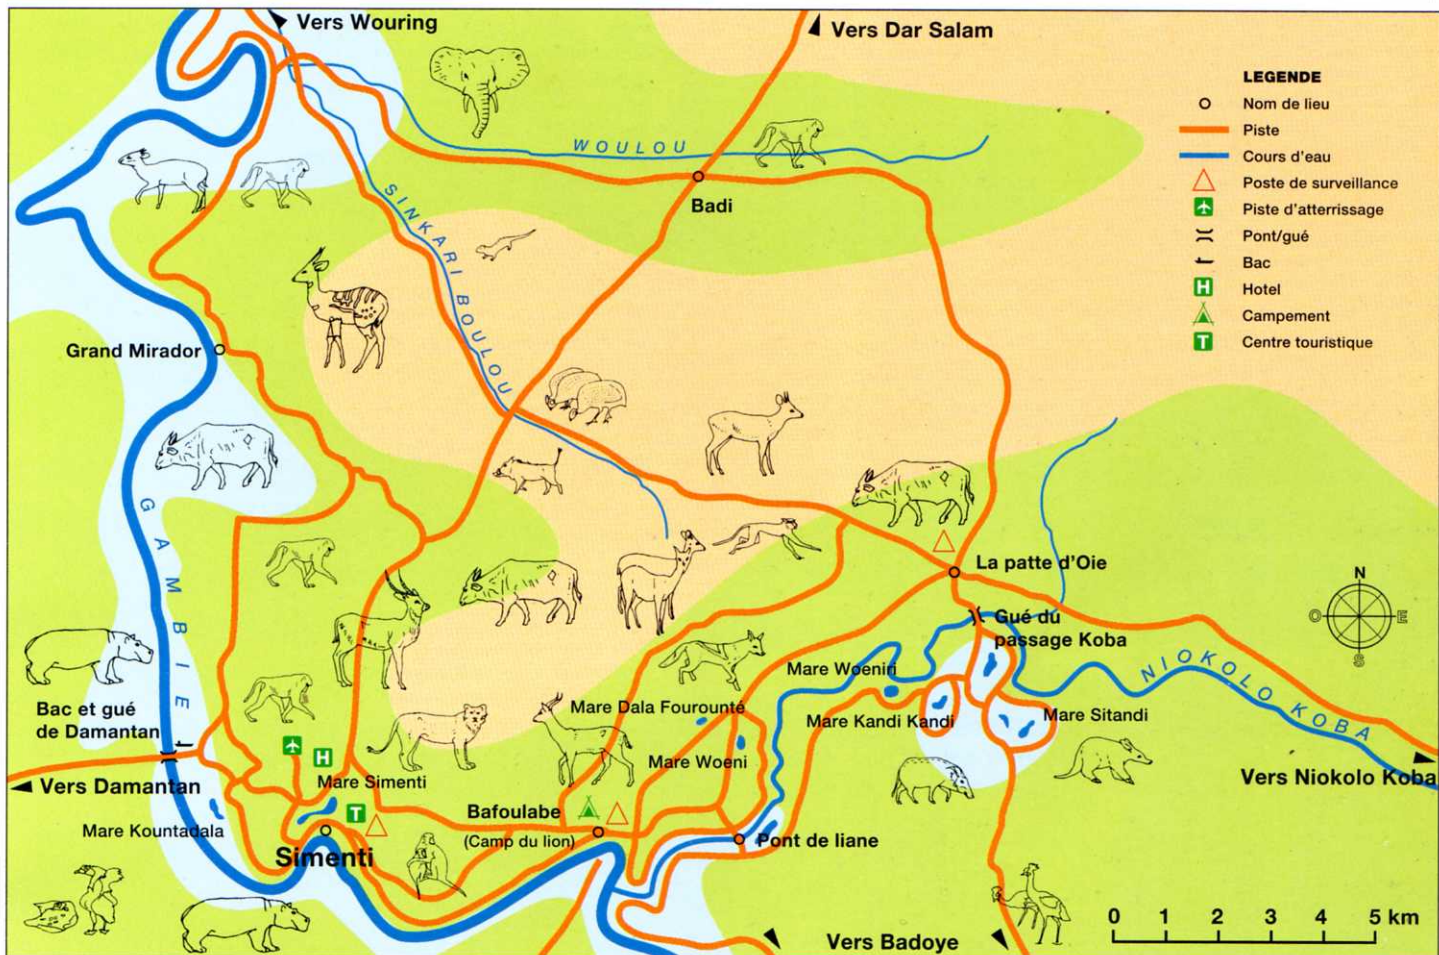 Vers Wouring
Vers Dar Salam
LEGENDE
Nom de lieu
Piste
Cours d'eau
Poste de surveillance
Piste d'atterrissage
Pont/gué
Bac
H Hotel
Campement
T Centre touristique
WOULOU
Badi
SINKARI BOULOU
Grand Mirador
GAMBIE
La patte d'Oie
N
O E
S
Gué du
passage Koba
NIOKOLO KOBA
Mare Woeniri
Mare Dala Fourounté
Mare Kandi Kandi
Mare Sitandi
Bac et gué
de Damantan
H
Mare Woeni
Vers Niokolo Koba
Vers Damantan
Mare Simenti
T
Mare Kountadala
Bafoulabe
(Camp du lion)
Simenti
Pont de liane
Vers Badoye
0 1 2 3 4 5 km